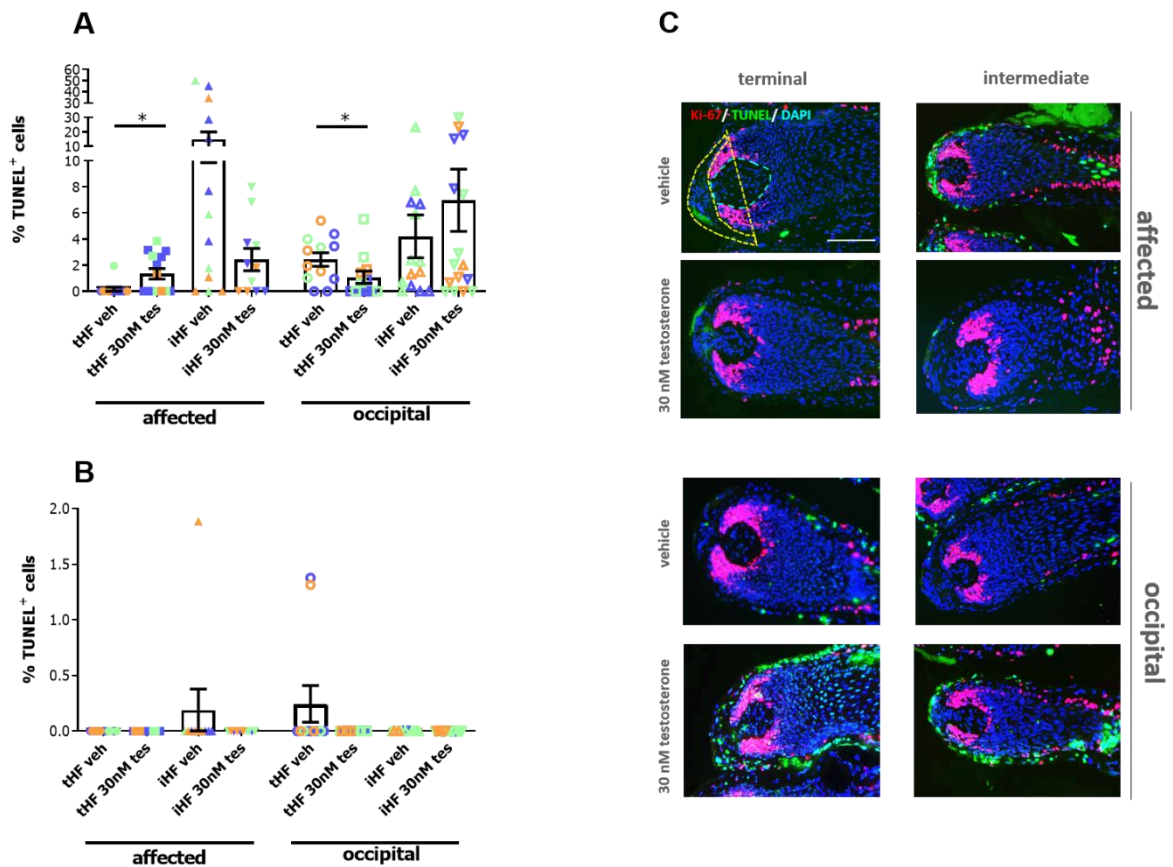 A
% TUNEL+ cells
60
50
40
30
20
10
30
20
10
8
6
4
2
0
*
*
tHF veh
tHF 30nM tes
iHF veh
iHF 30nM tes
tHF veh
tHF 30nM tes
iHF veh
iHF 30nM tes
affected
occipital
B
% TUNEL+ cells
2.0
1.5
1.0
0.5
0.0
tHF veh
tHF 30nM tes
iHF veh
iHF 30nM tes
tHF veh
tHF 30nM tes
iHF veh
iHF 30nM tes
affected
occipital
C
terminal
intermediate
Ki-67/ TUNEL/ DAPI
vehicle
30 nM testosterone
affected
vehicle
30 nM testosterone
occipital